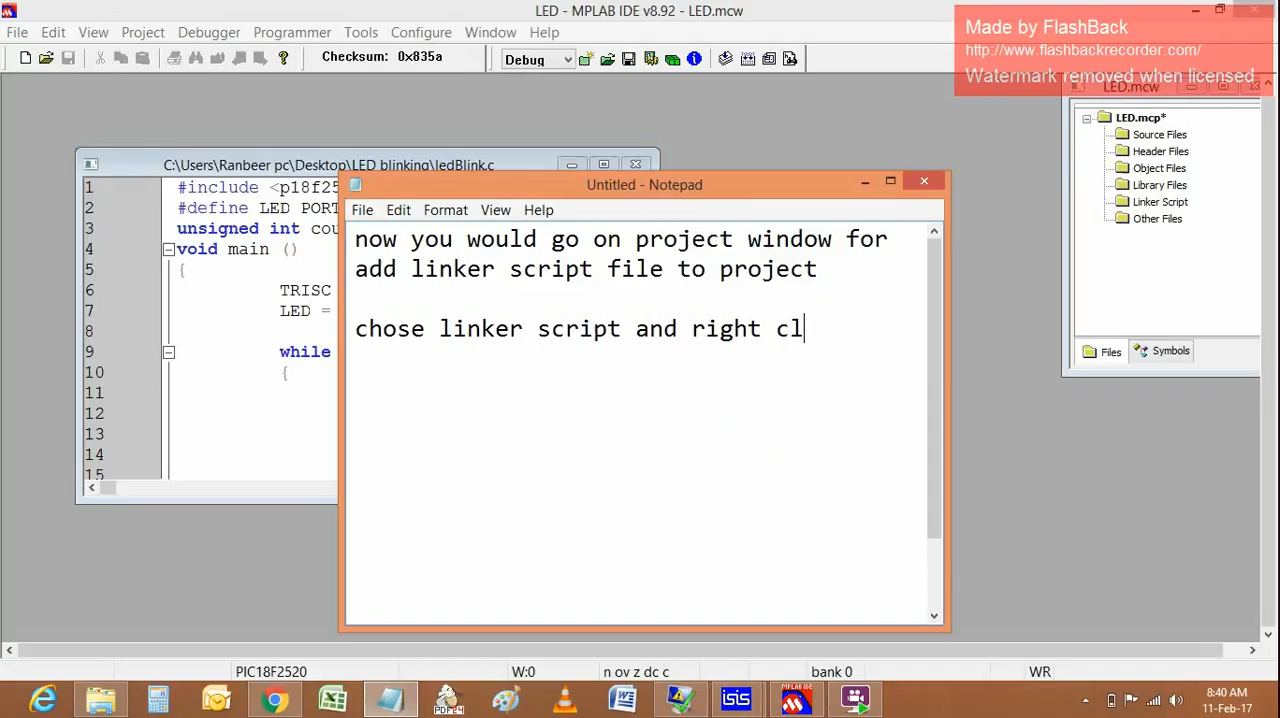 LED - MPLAB IDE v8.92 - LED.mcw
Made by FlashBack
http://www.flashbackrecorder.com/
Watermark removed when licensed
File Edit View Project Debugger Programmer Tools Configure Window Help
Checksum: 0x835a
Debug
LED.mcw
LED.mcp*
Source Files
Header Files
Object Files
Library Files
Linker Script
Other Files
Files Symbols
C:\Users\Ranbeer pc\Desktop\LED blinking\ledBlink.c
1 #include <p18f25
2 #define LED PORT
3 unsigned int cou
4 void main ()
5 {
6 TRISC
7 LED =
8
9 while
10 {
11
12
13
14
15
Untitled - Notepad
File Edit Format View Help
now you would go on project window for
add linker script file to project
chose linker script and right cl
PIC18F2520 W:0 n ov z dc c bank 0 WR
PDF
isis
MPLAB IDE
8:40 AM
11-Feb-17